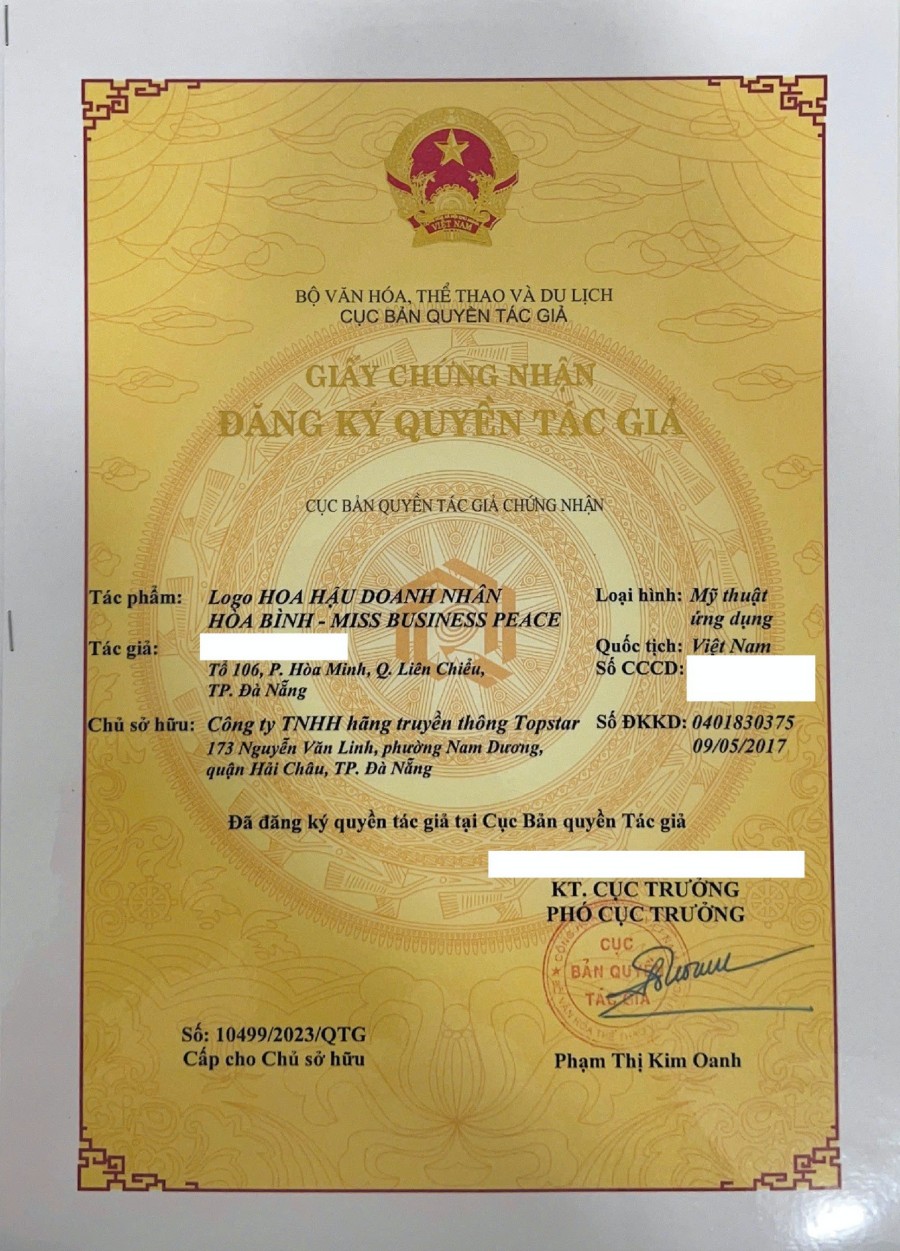 VIỆT NAM
BỘ VĂN HÓA, THỂ THAO VÀ DU LỊCH
CỤC BẢN QUYỀN TÁC GIẢ
GIẤY CHỨNG NHẬN
ĐĂNG KÝ QUYỀN TÁC GIẢ
CỤC BẢN QUYỀN TÁC GIẢ CHỨNG NHẬN
Tác phẩm: Logo HOA HẬU DOANH NHÂN
HÒA BÌNH - MISS BUSINESS PEACE
Loại hình: Mỹ thuật
ứng dụng
Tác giả:
Tổ 106, P. Hòa Minh, Q. Liên Chiểu,
TP. Đà Nẵng
Quốc tịch: Việt Nam
Số CCCD:
Chủ sở hữu: Công ty TNHH hãng truyền thông Topstar
173 Nguyễn Văn Linh, phường Nam Dương,
quận Hải Châu, TP. Đà Nẵng
Số ĐKKD: 0401830375
09/05/2017
Đã đăng ký quyền tác giả tại Cục Bản quyền Tác giả
KT. CỤC TRƯỞNG
PHÓ CỤC TRƯỞNG
CỤC
BẢN QUYỀN
TÁC GIẢ
Số: 10499/2023/QTG
Cấp cho Chủ sở hữu
Phạm Thị Kim Oanh